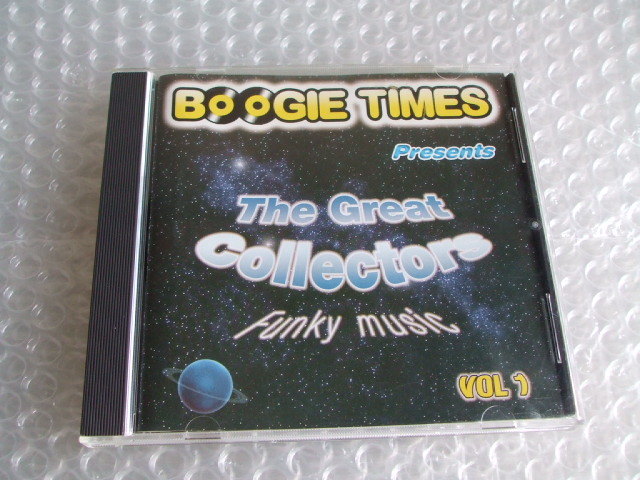 BOOGIE TIMES
Presents
The Great
Collectors
Funky music
VOL 1